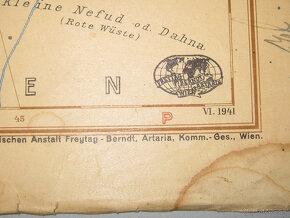 Kleine Nefud od. Dahna.
(Rote Wüste)
E N
45 P VI. 1941
ischen Anstalt Freytag - Berndt, Artaria, Komm.-Ges., Wien.